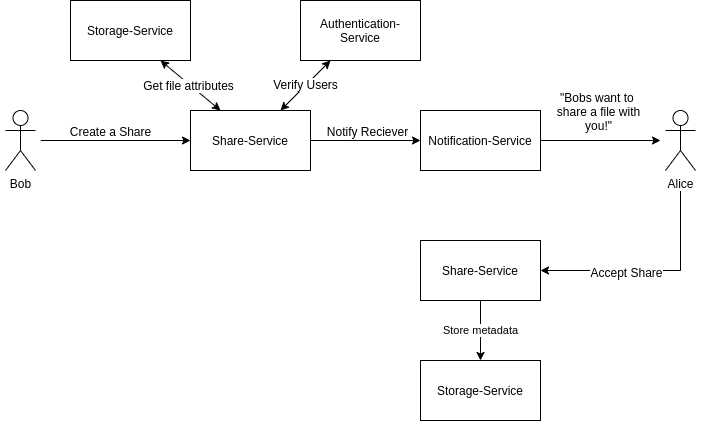 Storage-Service
Authentication-
Service
Get file attributes
Verify Users
"Bobs want to
share a file with
you!"
Create a Share
Share-Service
Notify Reciever
Notification-Service
Bob
Alice
Share-Service
Accept Share
Store metadata
Storage-Service